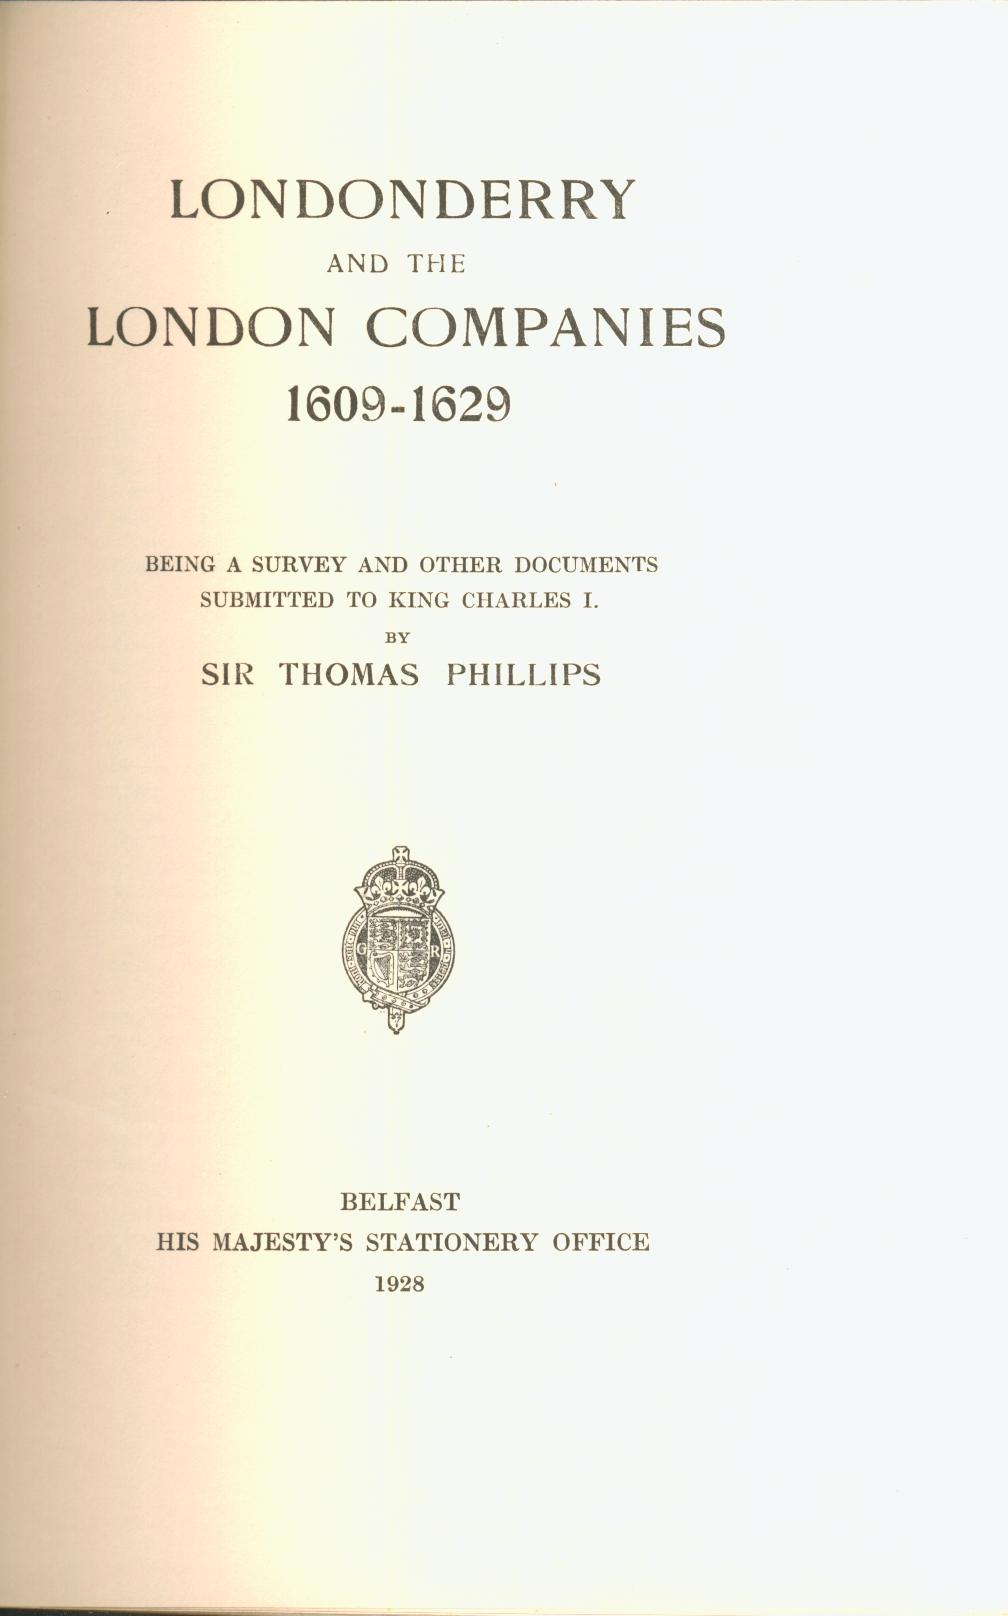 LONDONDERRY
AND THE
LONDON COMPANIES
1609-1629
BEING A SURVEY AND OTHER DOCUMENTS
SUBMITTED TO KING CHARLES I.
BY
SIR THOMAS PHILLIPS
G R
BELFAST
HIS MAJESTY'S STATIONERY OFFICE
1928